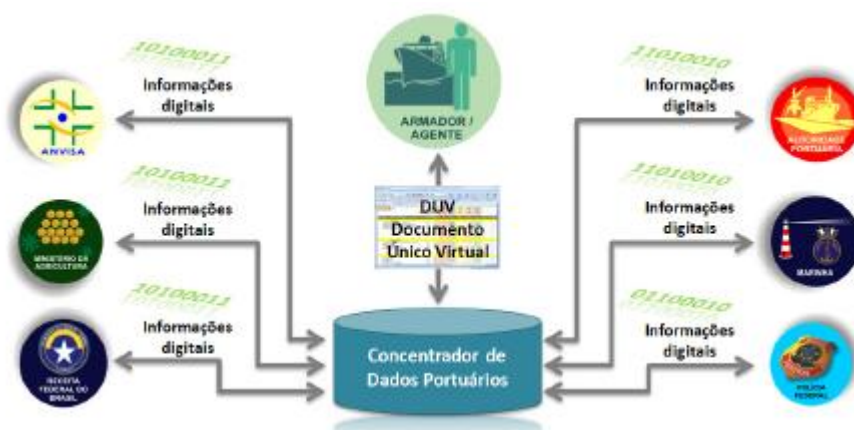 10100011
Informações
digitais
ANVISA
10100011
Informações
digitais
MINISTÉRIO DA
AGRICULTURA
10100011
Informações
digitais
RECEITA
FEDERAL DO
BRASIL
ARMADOR /
AGENTE
DUV
Documento
Único Virtual
Concentrador de
Dados Portuários
11010010
Informações
digitais
AUTORIDADE
PORTUÁRIA
11010010
Informações
digitais
MARINHA
01100010
Informações
digitais
POLÍCIA
FEDERAL